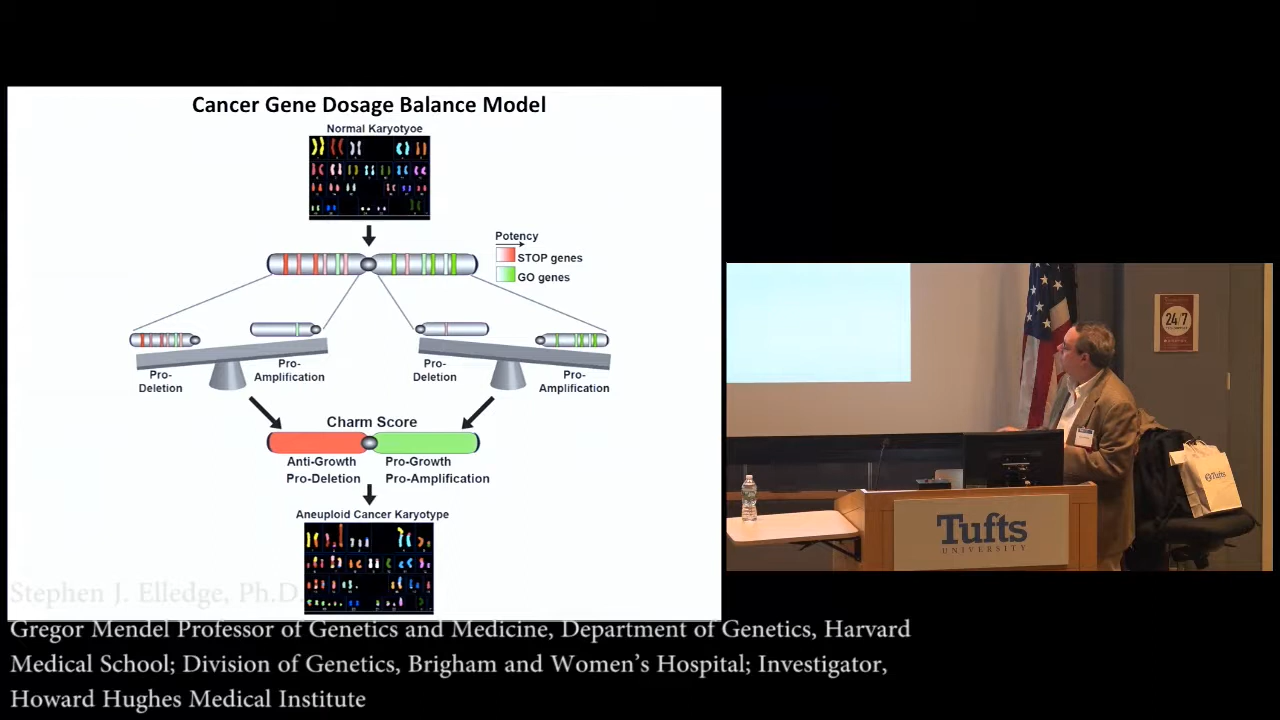 Cancer Gene Dosage Balance Model
Normal Karyotyoe
Potency
STOP genes
GO genes
Pro-
Deletion
Pro-
Amplification
Pro-
Deletion
Pro-
Amplification
Charm Score
Anti-Growth
Pro-Deletion
Pro-Growth
Pro-Amplification
Aneuploid Cancer Karyotype
24/7
Tufts
Tufts
UNIVERSITY
Stephen J. Elledge, Ph.D.
Gregor Mendel Professor of Genetics and Medicine, Department of Genetics, Harvard
Medical School; Division of Genetics, Brigham and Women's Hospital; Investigator,
Howard Hughes Medical Institute